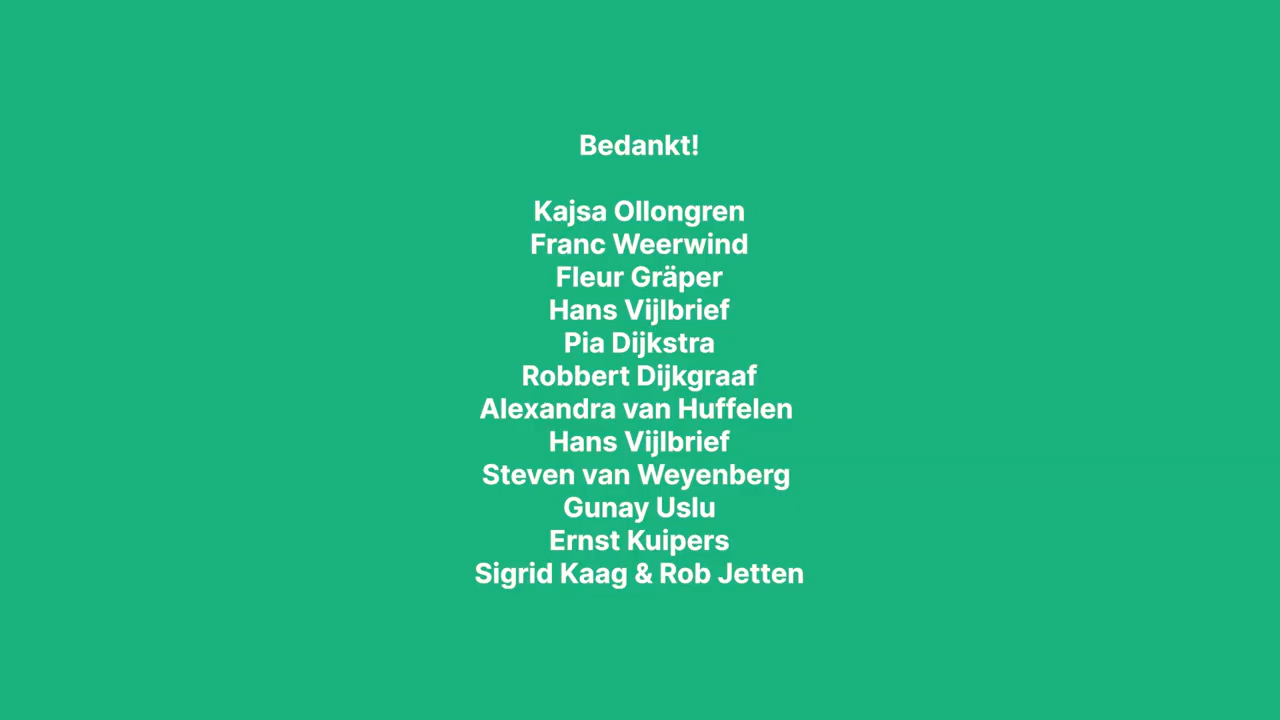 Bedankt!
Kajsa Ollongren
Franc Weerwind
Fleur Gräper
Hans Vijlbrief
Pia Dijkstra
Robbert Dijkgraaf
Alexandra van Huffelen
Hans Vijlbrief
Steven van Weyenberg
Gunay Uslu
Ernst Kuipers
Sigrid Kaag & Rob Jetten